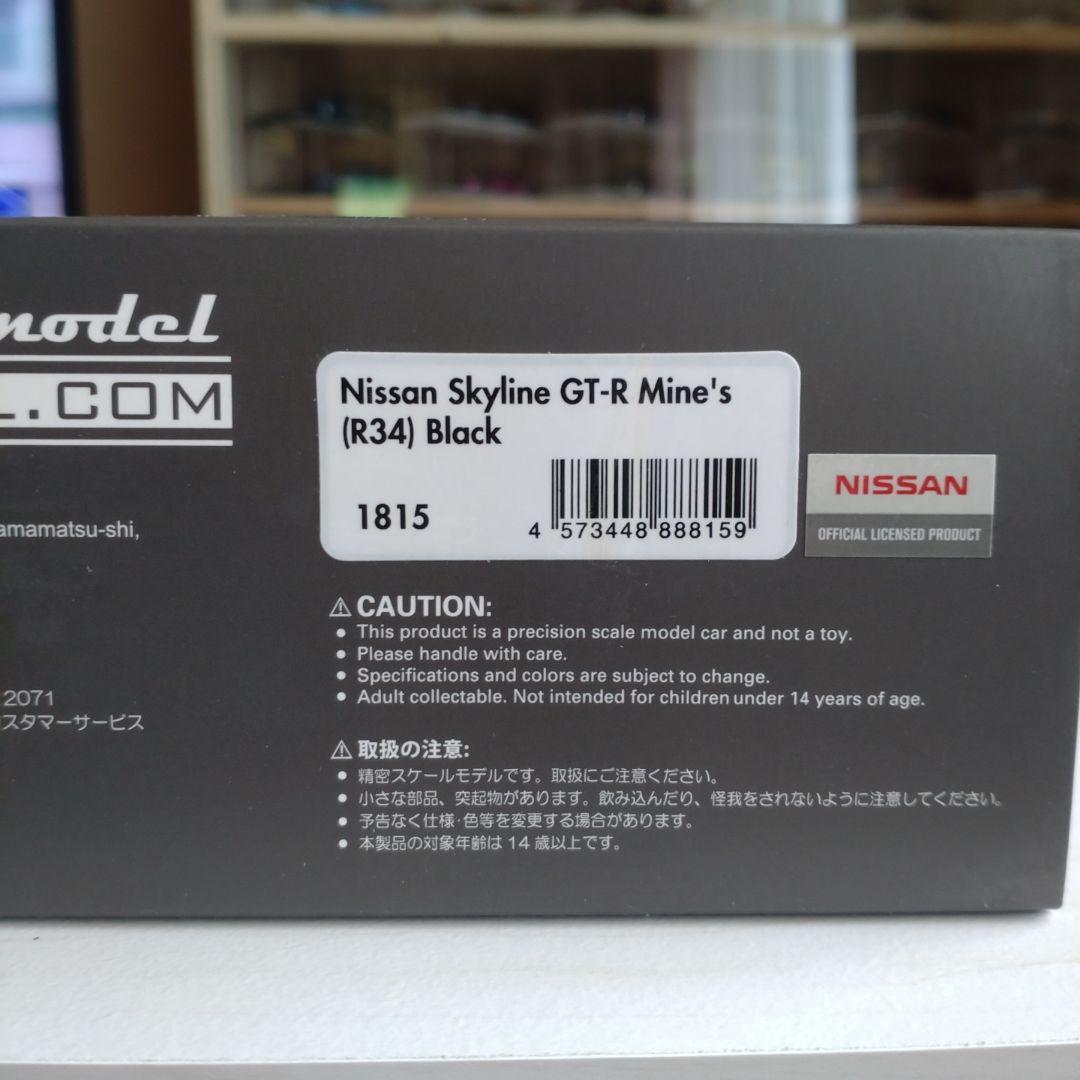 model
L.COM
Nissan Skyline GT-R Mine's
(R34) Black
1815
4 573448 888159
NISSAN
OFFICIAL LICENSED PRODUCT
amamatsu-shi,
2071
スタマーサービス
⚠ CAUTION:
● This product is a precision scale model car and not a toy.
● Please handle with care.
● Specifications and colors are subject to change.
● Adult collectable. Not intended for children under 14 years of age.
⚠ 取扱の注意:
● 精密スケールモデルです。取扱にご注意ください。
● 小さな部品、突起物があります。飲み込んだり、怪我をされないように注意してください。
● 予告なく仕様・色等を変更する場合があります。
● 本製品の対象年齢は 14 歳以上です。